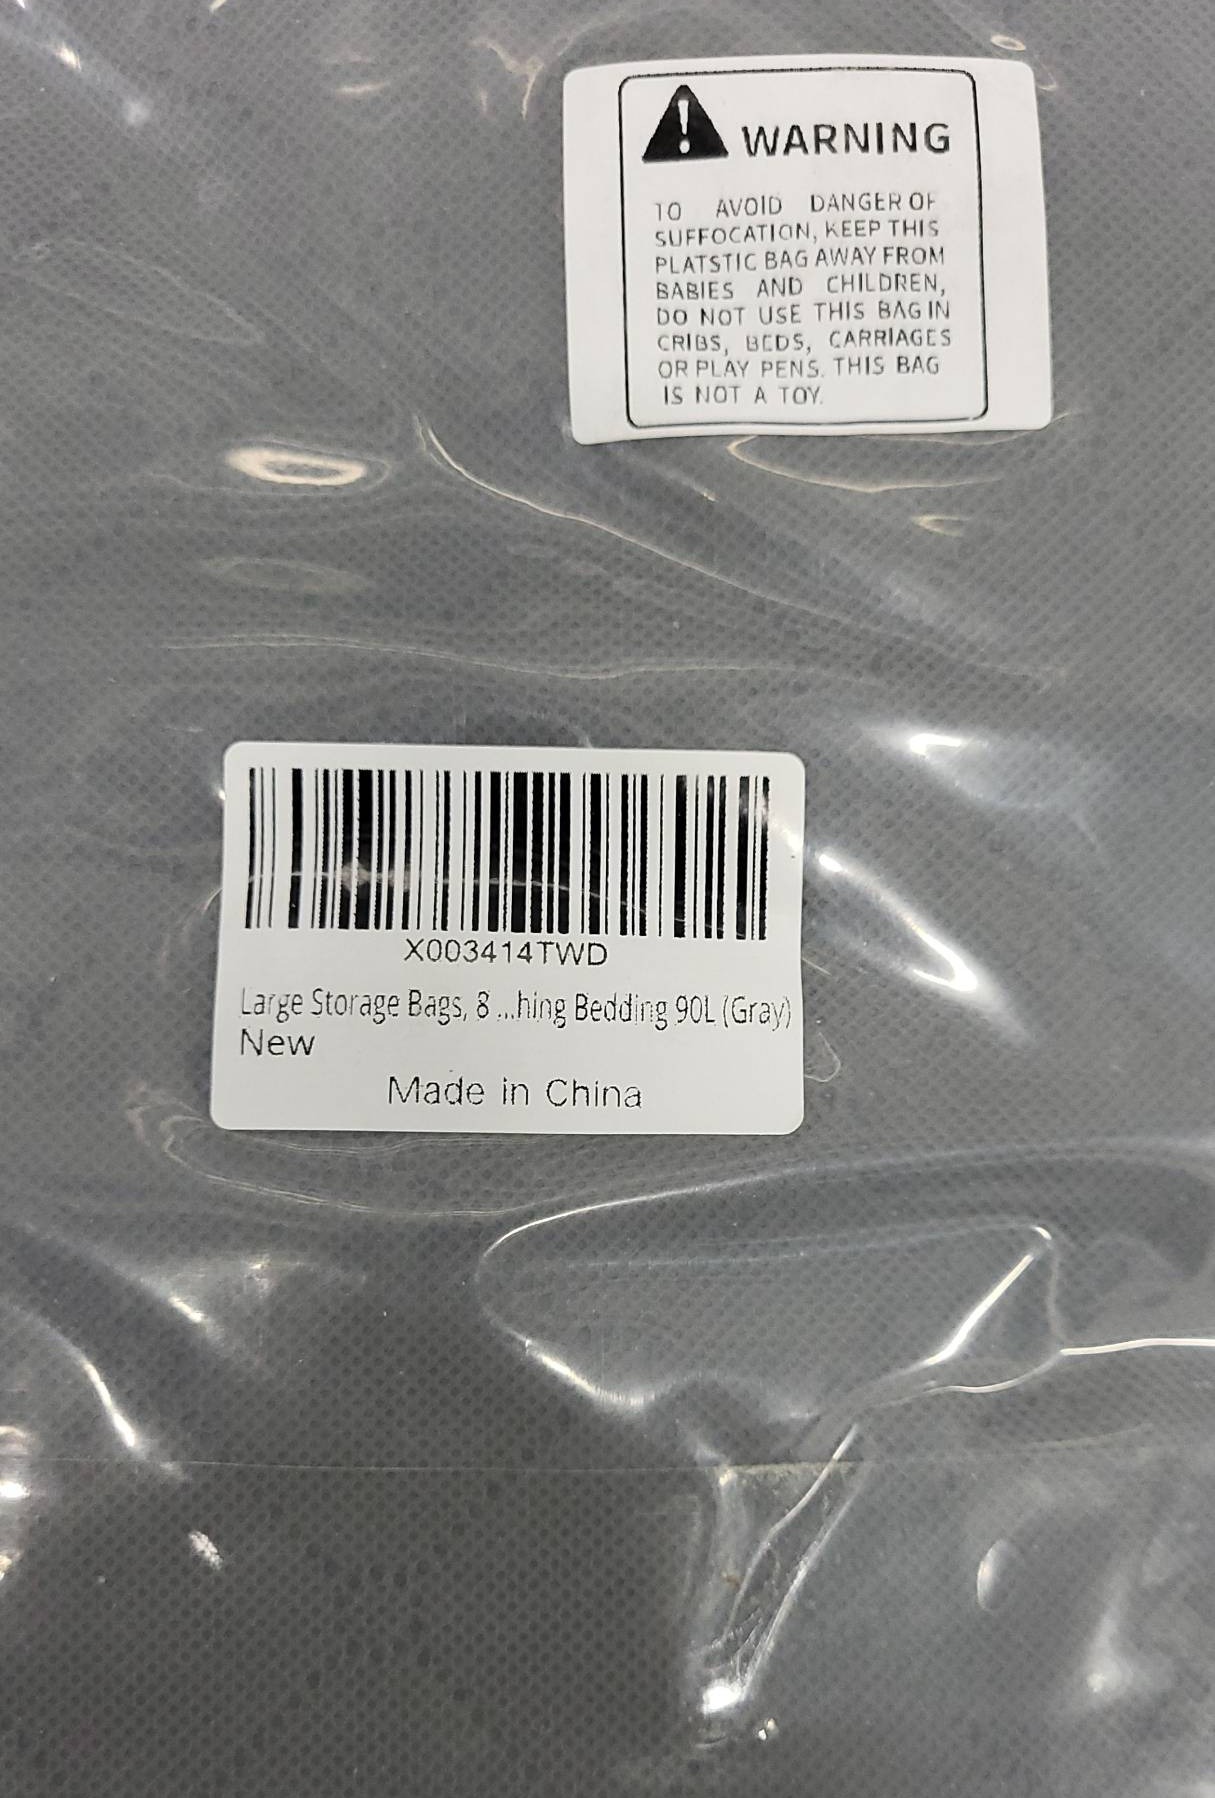 WARNING
TO AVOID DANGER OF
SUFFOCATION, KEEP THIS
PLATSTIC BAG AWAY FROM
BABIES AND CHILDREN,
DO NOT USE THIS BAG IN
CRIBS, BEDS, CARRIAGES
OR PLAY PENS. THIS BAG
IS NOT A TOY.
X003414TWD
Large Storage Bags, 8 ...hing Bedding 90L (Gray)
New
Made in China